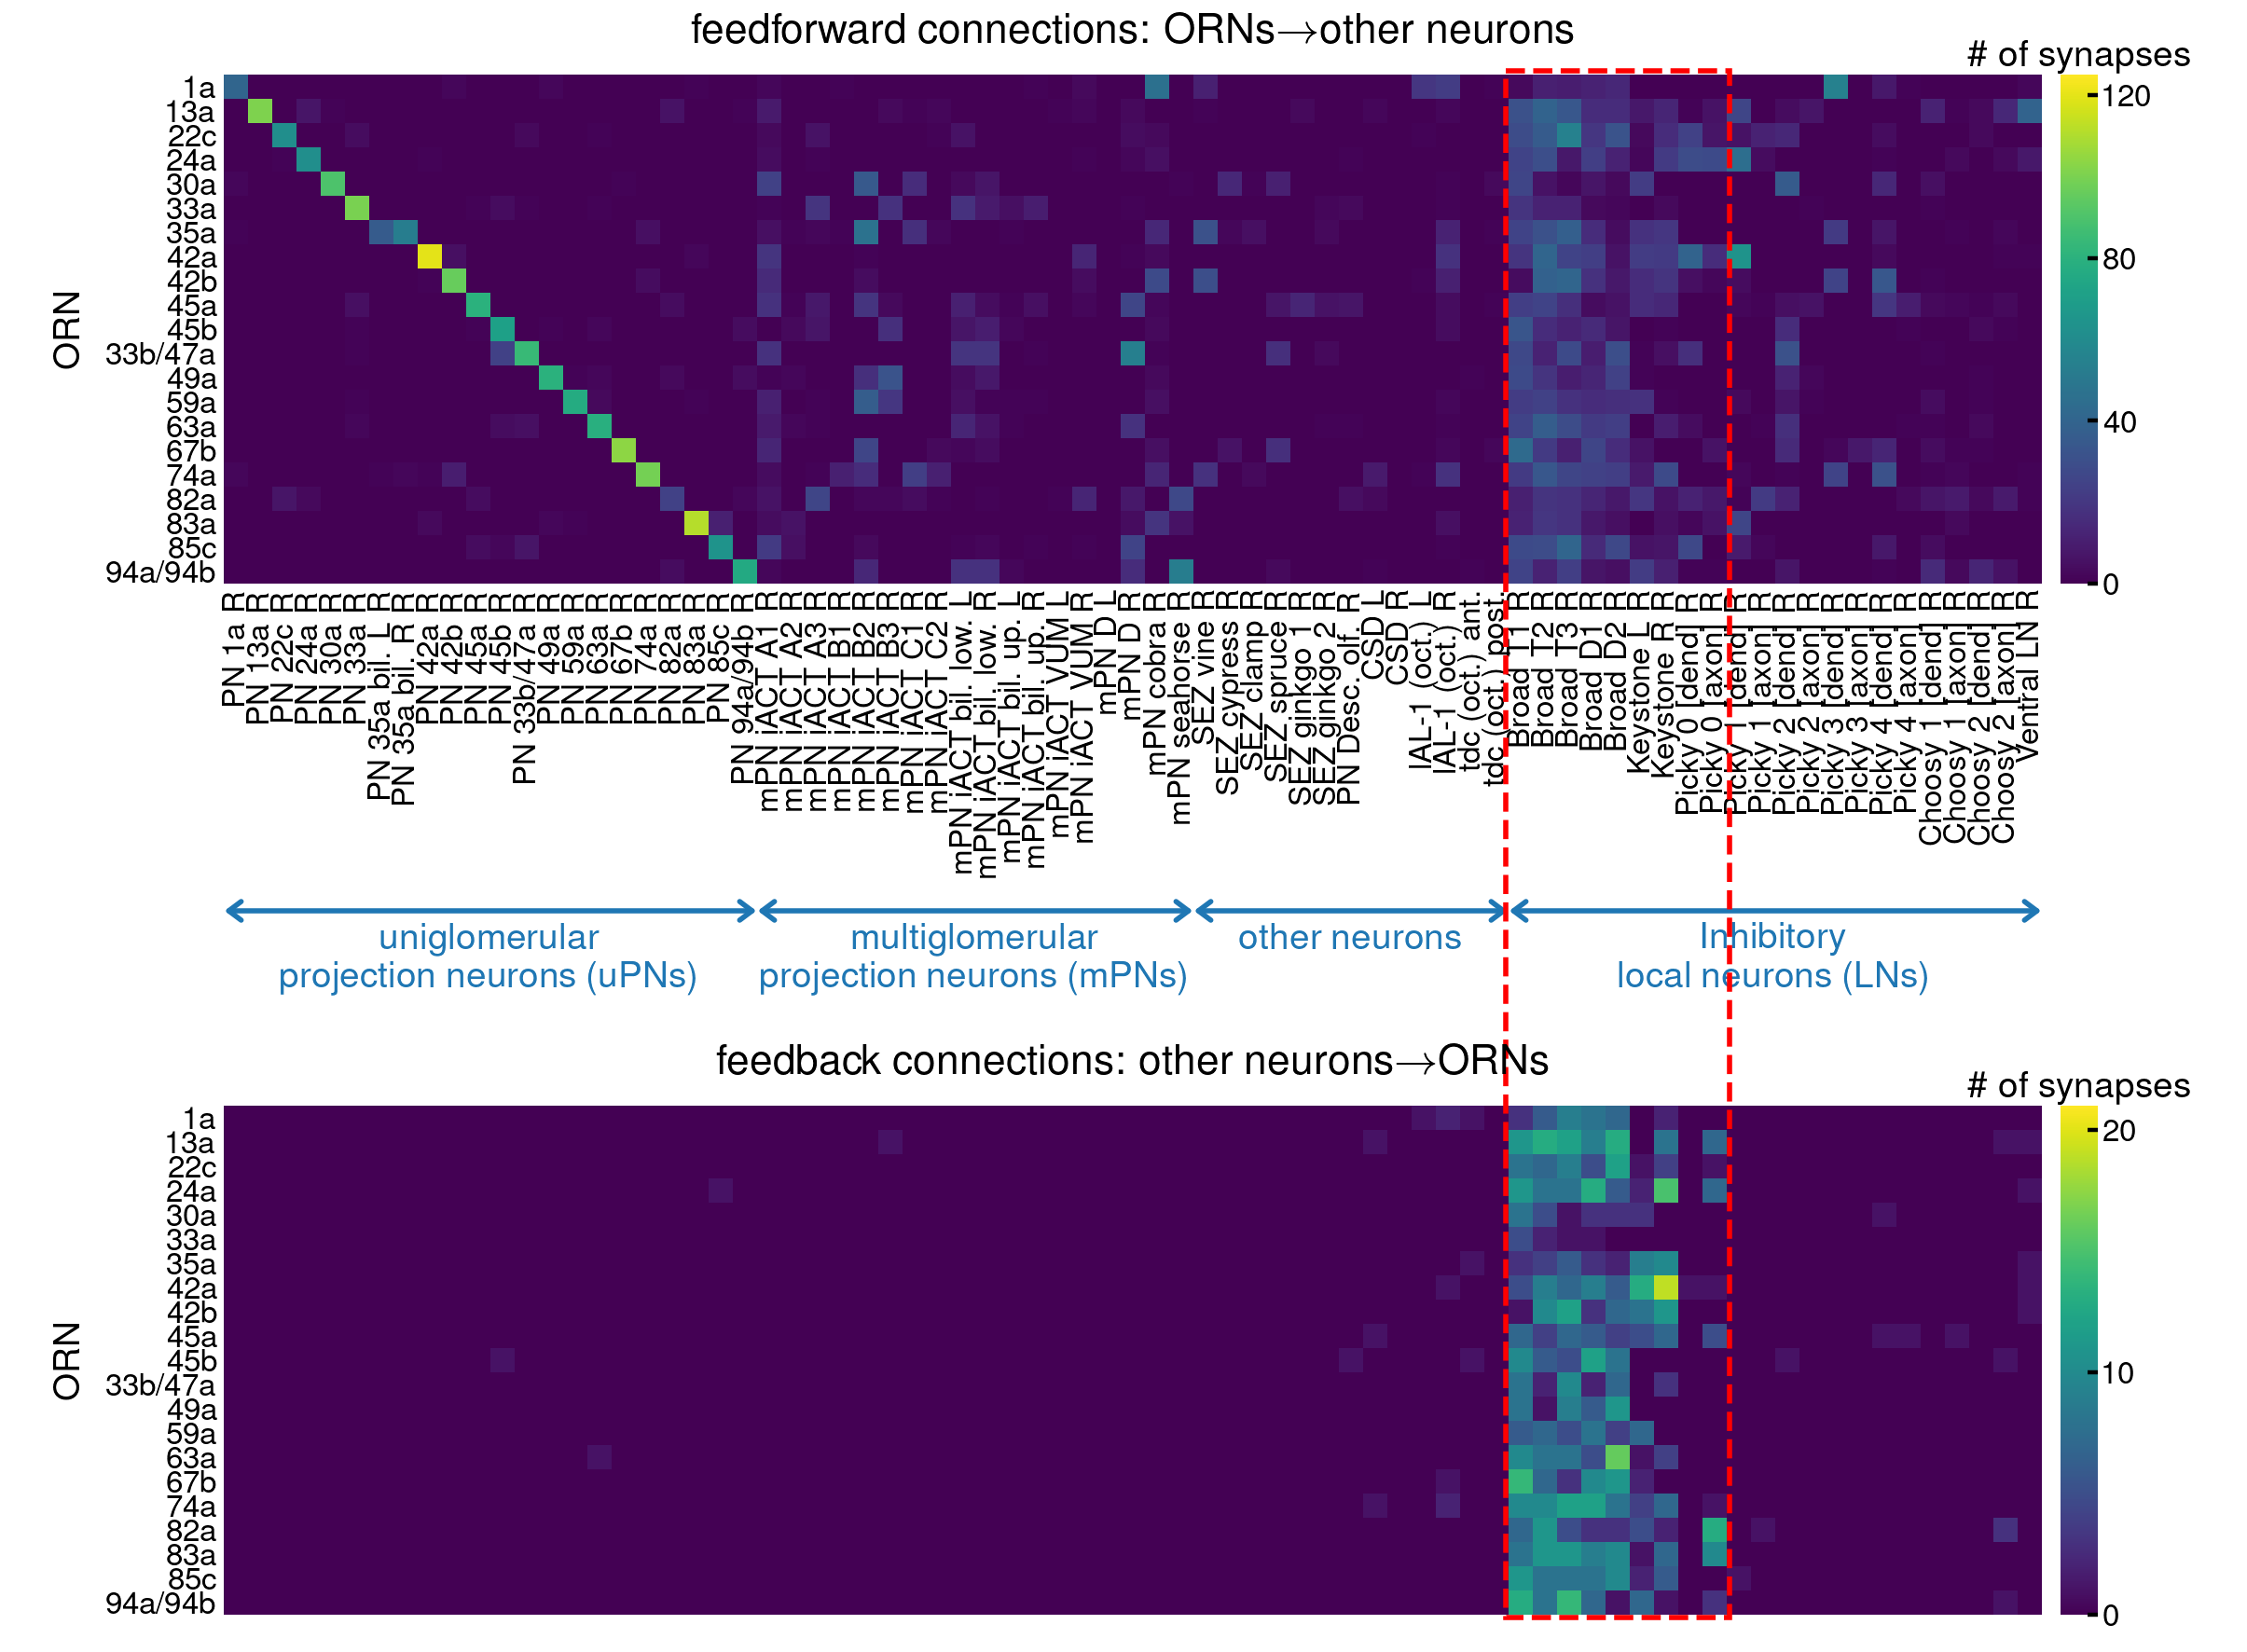 feedforward connections: ORNs→other neurons
# of synapses
ORN
1a
13a
22c
24a
30a
33a
35a
42a
42b
45a
45b
33b/47a
49a
59a
63a
67b
74a
82a
83a
85c
94a/94b
120
80
40
0
PN 1a R
PN 13a R
PN 22c R
PN 24a R
PN 30a R
PN 33a R
PN 35a bil. L R
PN 35a bil. R R
PN 42a R
PN 42b R
PN 45a R
PN 45b R
PN 33b/47a R
PN 49a R
PN 59a R
PN 63a R
PN 67b R
PN 74a R
PN 82a R
PN 83a R
PN 85c R
PN 94a/94b R
mPN iACT A1 R
mPN iACT A2 R
mPN iACT A3 R
mPN iACT B1 R
mPN iACT B2 R
mPN iACT B3 R
mPN iACT C1 R
mPN iACT C2 R
mPN iACT bil. low. L
mPN iACT bil. low. R
mPN iACT bil. up. L
mPN iACT bil. up. R
mPN iACT VUM L
mPN iACT VUM R
mPN D L
mPN D R
mPN cobra R
mPN seahorse R
SEZ vine R
SEZ cypress R
SEZ clamp R
SEZ spruce R
SEZ ginkgo 1 R
SEZ ginkgo 2 R
PN Desc. olf. R
CSD L
CSD R
IAL-1 (oct.) L
IAL-1 (oct.) R
tdc (oct.) ant.
tdc (oct.) post.
Broad T1 R
Broad T2 R
Broad T3 R
Broad D1 R
Broad D2 R
Keystone L R
Keystone R R
Picky 0 [dend] R
Picky 0 [axon] R
Picky 1 [dend] R
Picky 1 [axon] R
Picky 2 [dend] R
Picky 2 [axon] R
Picky 3 [dend] R
Picky 3 [axon] R
Picky 4 [dend] R
Picky 4 [axon] R
Choosy 1 [dend] R
Choosy 1 [axon] R
Choosy 2 [dend] R
Choosy 2 [axon] R
Ventral LN R
uniglomerular
projection neurons (uPNs)
multiglomerular
projection neurons (mPNs)
other neurons
Inhibitory
local neurons (LNs)
feedback connections: other neurons→ORNs
# of synapses
ORN
1a
13a
22c
24a
30a
33a
35a
42a
42b
45a
45b
33b/47a
49a
59a
63a
67b
74a
82a
83a
85c
94a/94b
20
10
0